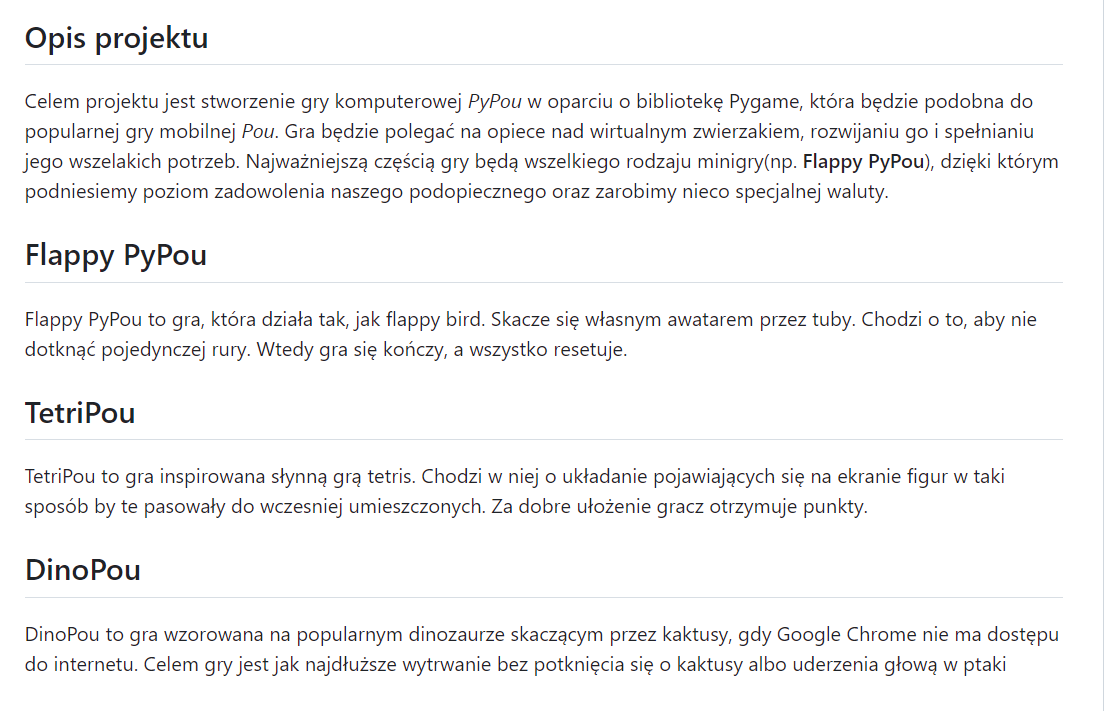 Opis projektu
Celem projektu jest stworzenie gry komputerowej PyPou w oparciu o bibliotekę Pygame, która będzie podobna do
popularnej gry mobilnej Pou. Gra będzie polegać na opiece nad wirtualnym zwierzakiem, rozwijaniu go i spełnianiu
jego wszelakich potrzeb. Najważniejszą częścią gry będą wszelkiego rodzaju minigry(np. Flappy PyPou), dzięki którym
podniesiemy poziom zadowolenia naszego podopiecznego oraz zarobimy nieco specjalnej waluty.
Flappy PyPou
Flappy PyPou to gra, która działa tak, jak flappy bird. Skacze się własnym awatarem przez tuby. Chodzi o to, aby nie
dotknąć pojedynczej rury. Wtedy gra się kończy, a wszystko resetuje.
TetriPou
TetriPou to gra inspirowana słynną grą tetris. Chodzi w niej o układanie pojawiających się na ekranie figur w taki
sposób by te pasowały do wczesniej umieszczonych. Za dobre ułożenie gracz otrzymuje punkty.
DinoPou
DinoPou to gra wzorowana na popularnym dinozaurze skaczącym przez kaktusy, gdy Google Chrome nie ma dostępu
do internetu. Celem gry jest jak najdłuższe wytrwanie bez potknięcia się o kaktusy albo uderzenia głową w ptaki